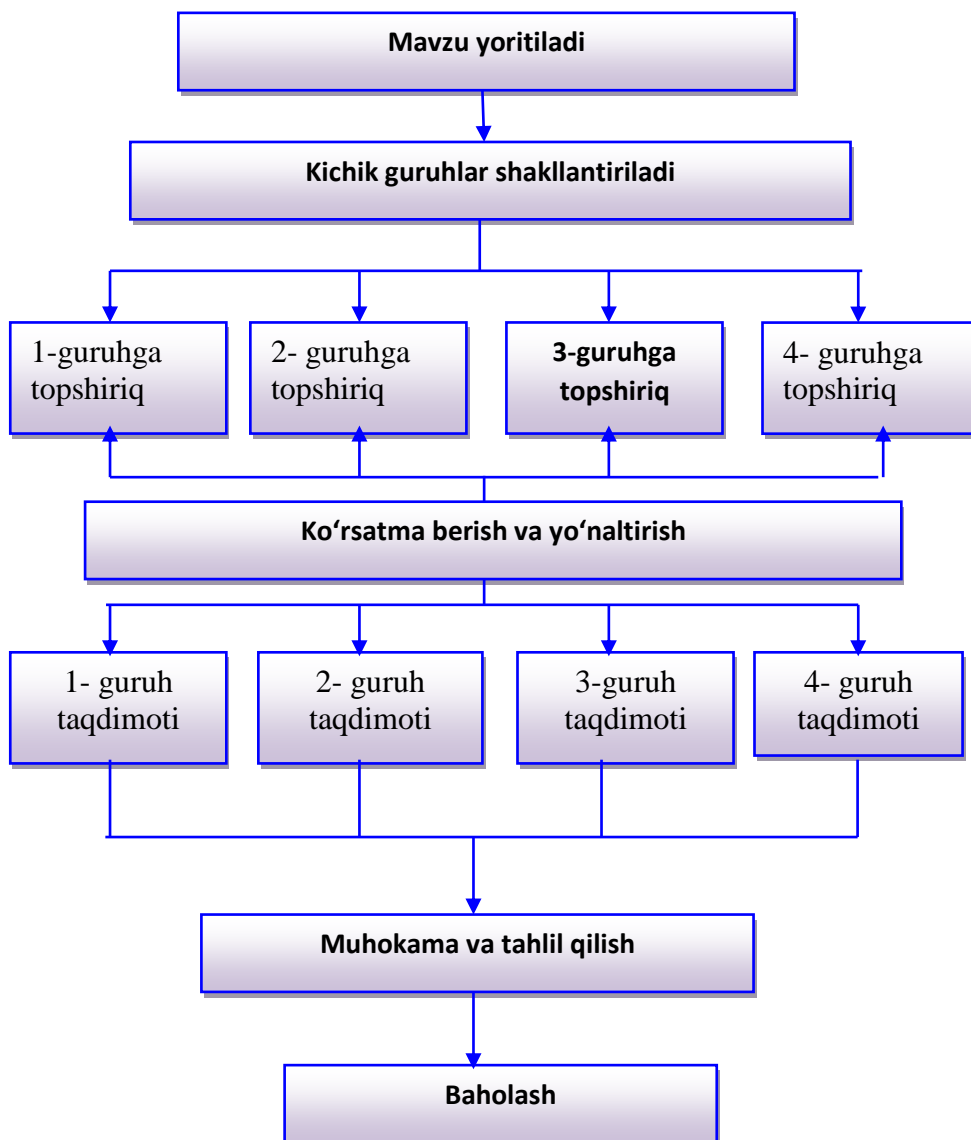 Mavzu yoritiladi
Kichik guruhlar shakllantiriladi
1-guruhga
topshiriq
2- guruhga
topshiriq
3-guruhga
topshiriq
4- guruhga
topshiriq
Ko‘rsatma berish va yo‘naltirish
1- guruh
taqdimoti
2- guruh
taqdimoti
3-guruh
taqdimoti
4- guruh
taqdimoti
Muhokama va tahlil qilish
Baholash